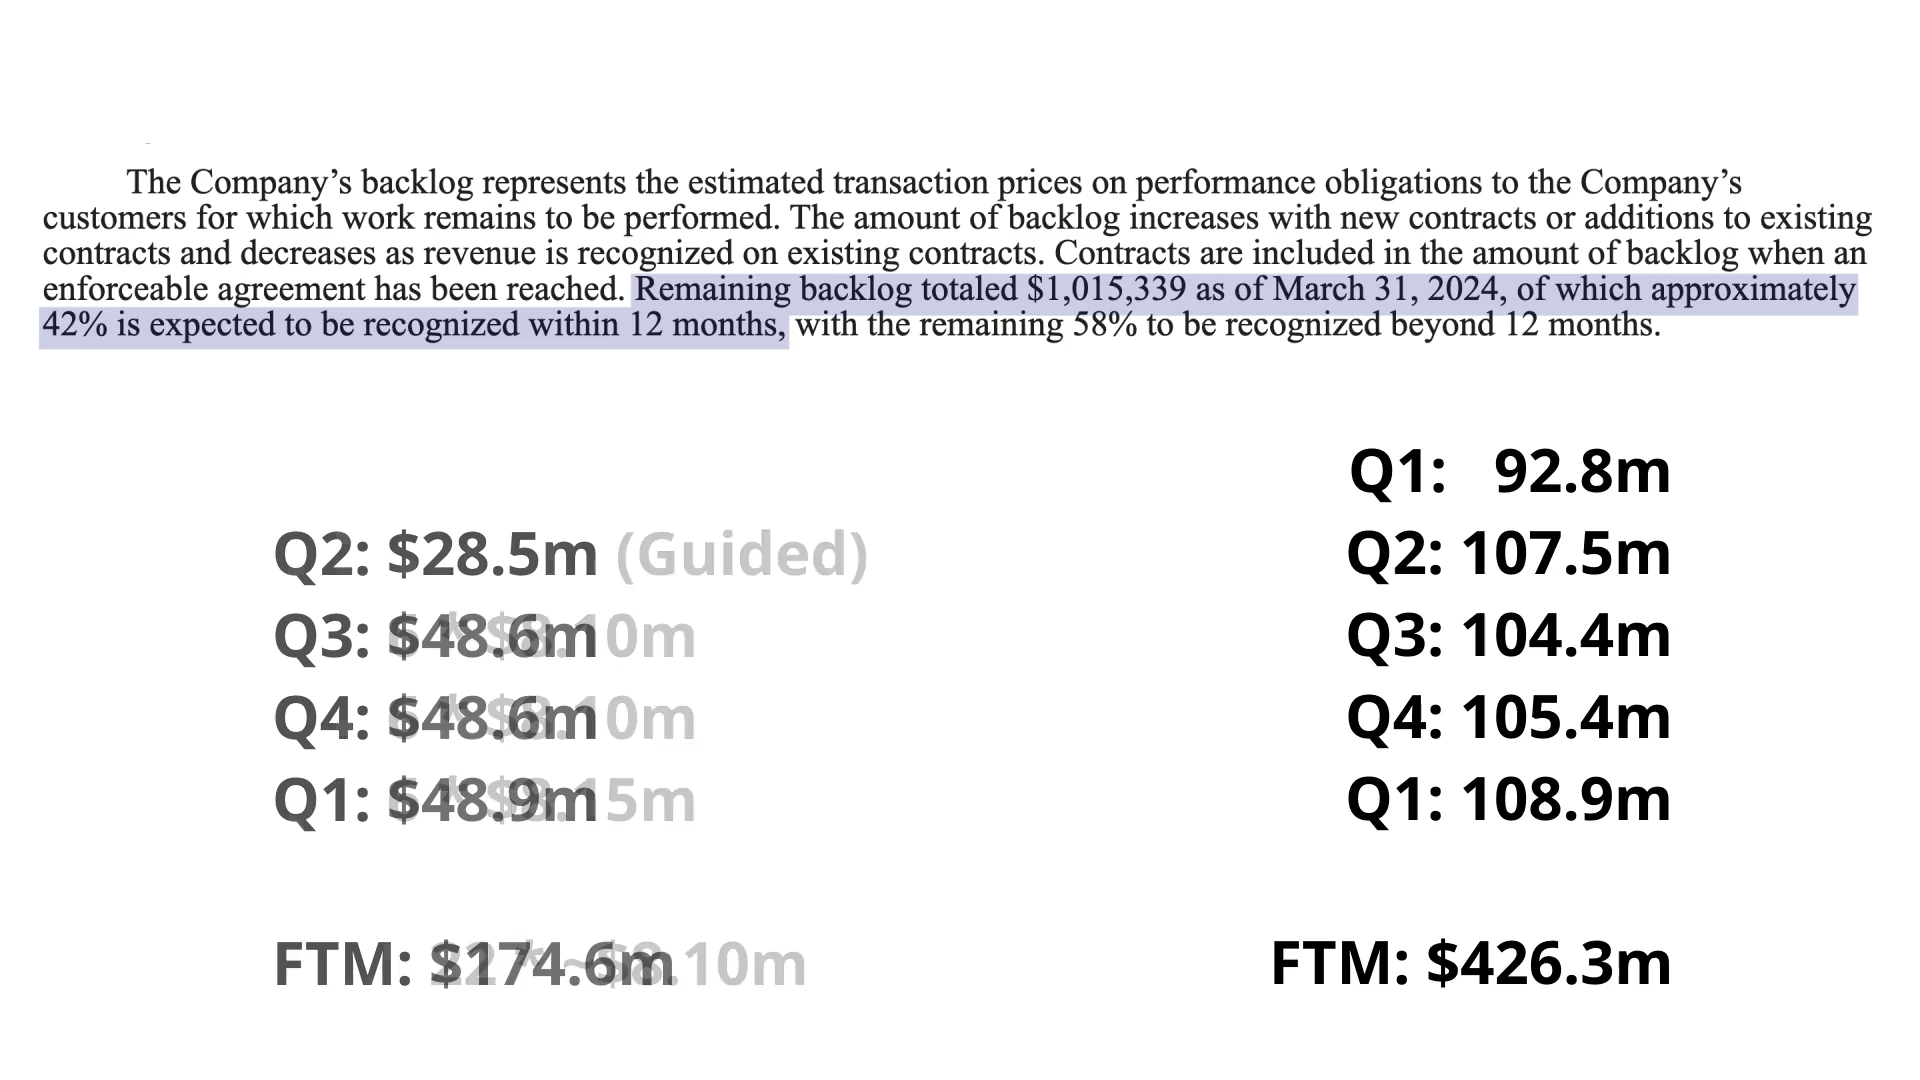 The Company’s backlog represents the estimated transaction prices on performance obligations to the Company’s
customers for which work remains to be performed. The amount of backlog increases with new contracts or additions to existing
contracts and decreases as revenue is recognized on existing contracts. Contracts are included in the amount of backlog when an
enforceable agreement has been reached. Remaining backlog totaled $1,015,339 as of March 31, 2024, of which approximately
42% is expected to be recognized within 12 months, with the remaining 58% to be recognized beyond 12 months.
Q2: $28.5m (Guided)
Q3: $48.6m
Q4: $48.6m
Q1: $48.9m
FTM: $174.6m
Q1: 92.8m
Q2: 107.5m
Q3: 104.4m
Q4: 105.4m
Q1: 108.9m
FTM: $426.3m